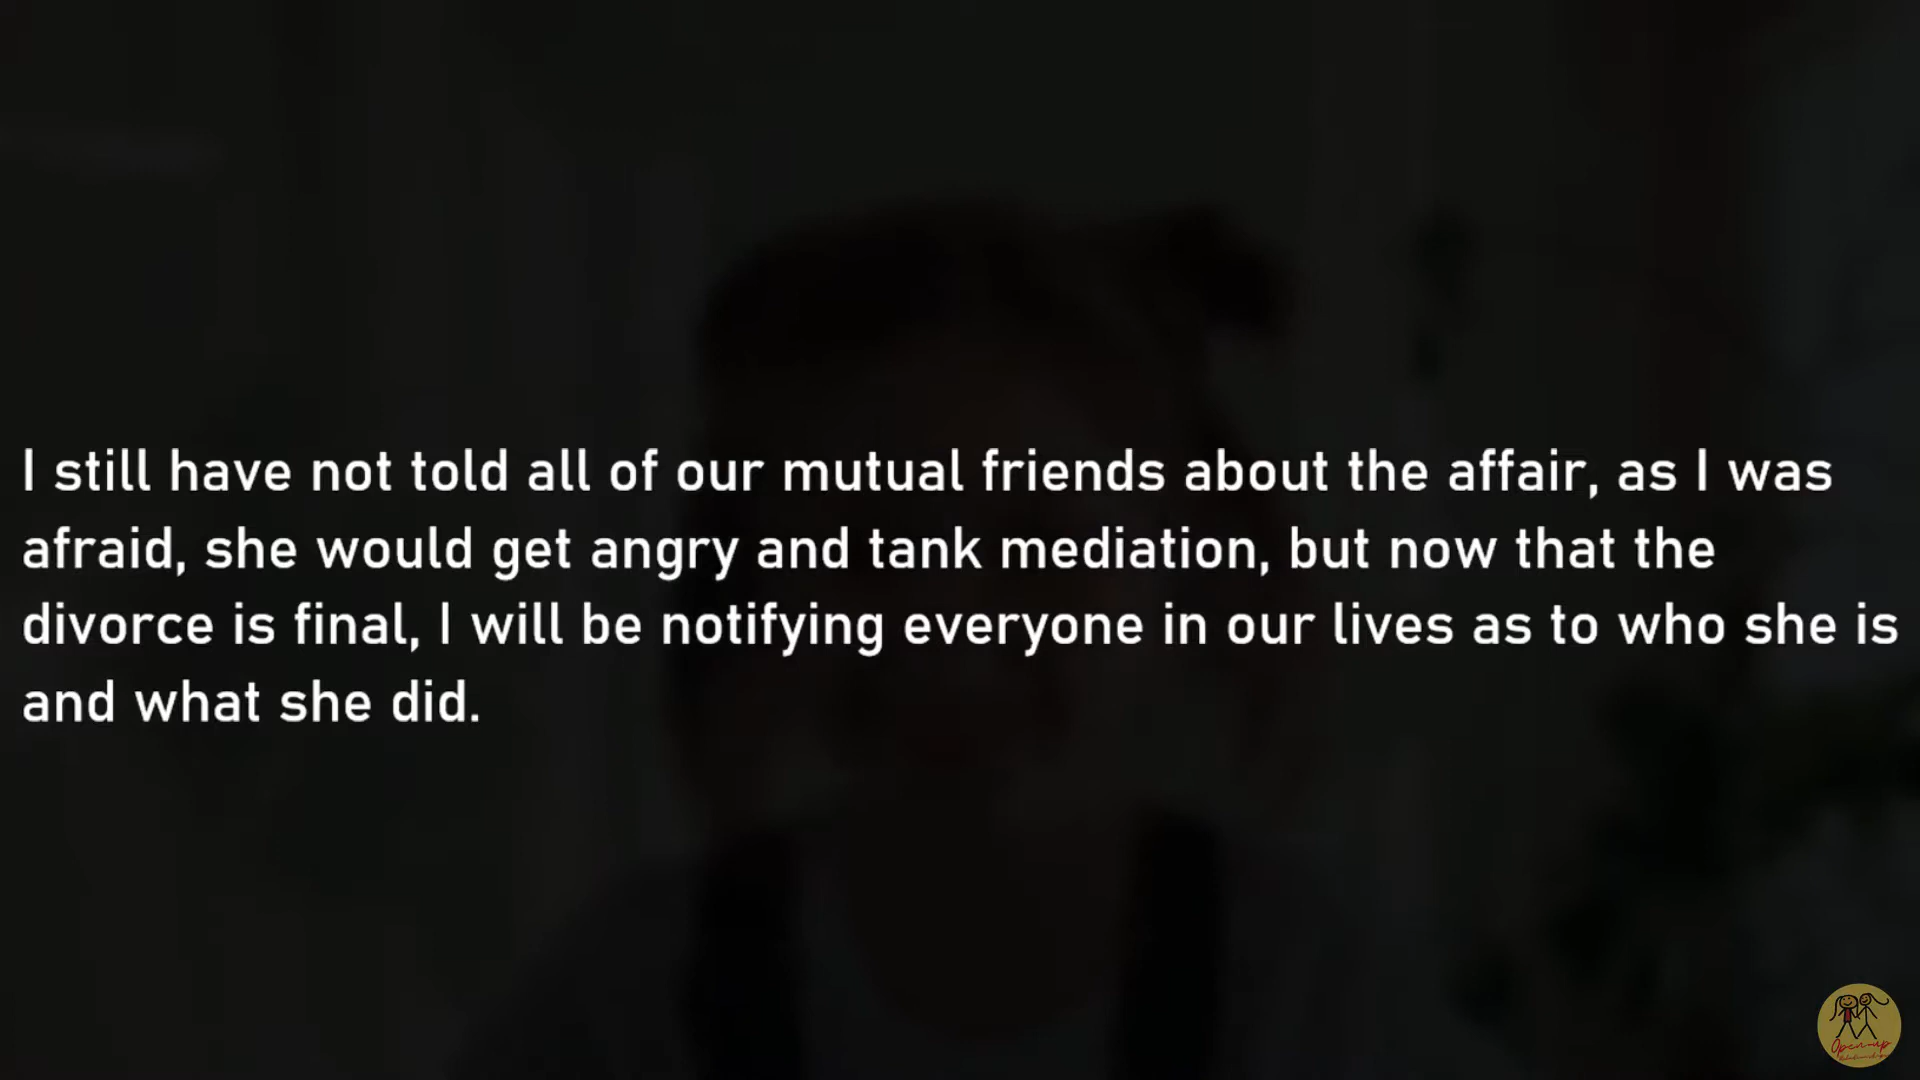 I still have not told all of our mutual friends about the affair, as I was
afraid, she would get angry and tank mediation, but now that the
divorce is final, I will be notifying everyone in our lives as to who she is
and what she did.
Open-up